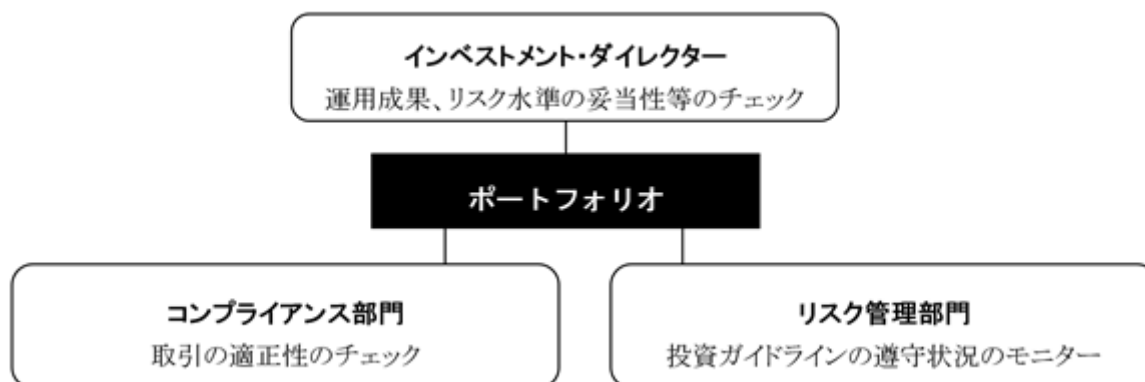 インベストメント・ダイレクター
運用成果、リスク水準の妥当性等のチェック
ポートフォリオ
コンプライアンス部門
取引の適正性のチェック
リスク管理部門
投資ガイドラインの遵守状況のモニター